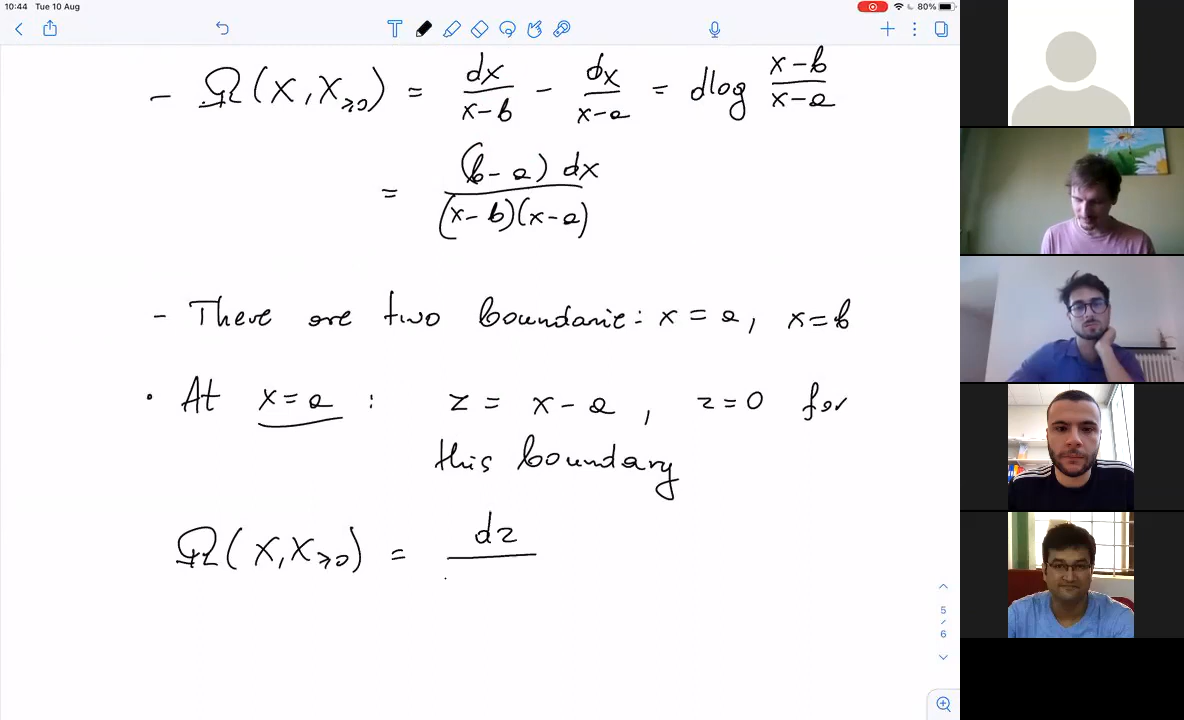 10:44 Tue 10 Aug
80%
- Ω(X, X≥0) = dx/(x-b) - dx/(x-a) = dlog (x-b)/(x-a)
= (b-a) dx/((x-b)(x-a))
- There are two boundarie: x = a, x = b
• At x = a : z = x - a, z = 0 for
this boundary
Ω(X, X≥0) = dz
5
/
6